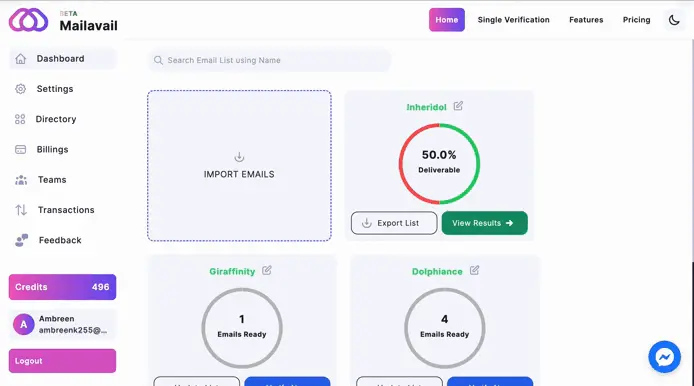 BETA
Mailavail
Home
Single Verification
Features
Pricing
Dashboard
Settings
Directory
Billings
Teams
Transactions
Feedback
Credits 496
A
Ambreen
ambreenk255@...
Logout
Search Email List using Name
IMPORT EMAILS
Inheridol
50.0%
Deliverable
Export List
View Results
Giraffinity
1
Emails Ready
Dolphiance
4
Emails Ready